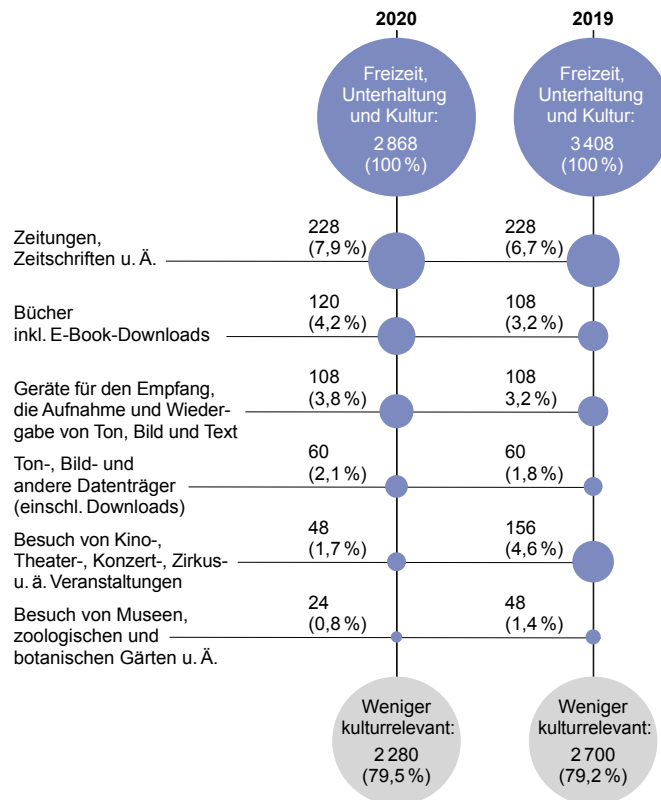 2020 2019
Freizeit,
Unterhaltung
und Kultur:
2 868
(100 %)
Freizeit,
Unterhaltung
und Kultur:
3 408
(100 %)
Zeitungen,
Zeitschriften u. Ä.
228
(7,9 %)
228
(6,7 %)
Bücher
inkl. E-Book-Downloads
120
(4,2 %)
108
(3,2 %)
Geräte für den Empfang,
die Aufnahme und Wieder-
gabe von Ton, Bild und Text
108
(3,8 %)
108
3,2 %)
Ton-, Bild- und
andere Datenträger
(einschl. Downloads)
60
(2,1 %)
60
(1,8 %)
Besuch von Kino-,
Theater-, Konzert-, Zirkus-
u. ä. Veranstaltungen
48
(1,7 %)
156
(4,6 %)
Besuch von Museen,
zoologischen und
botanischen Gärten u. Ä.
24
(0,8 %)
48
(1,4 %)
Weniger
kulturrelevant:
2 280
(79,5 %)
Weniger
kulturrelevant:
2 700
(79,2 %)